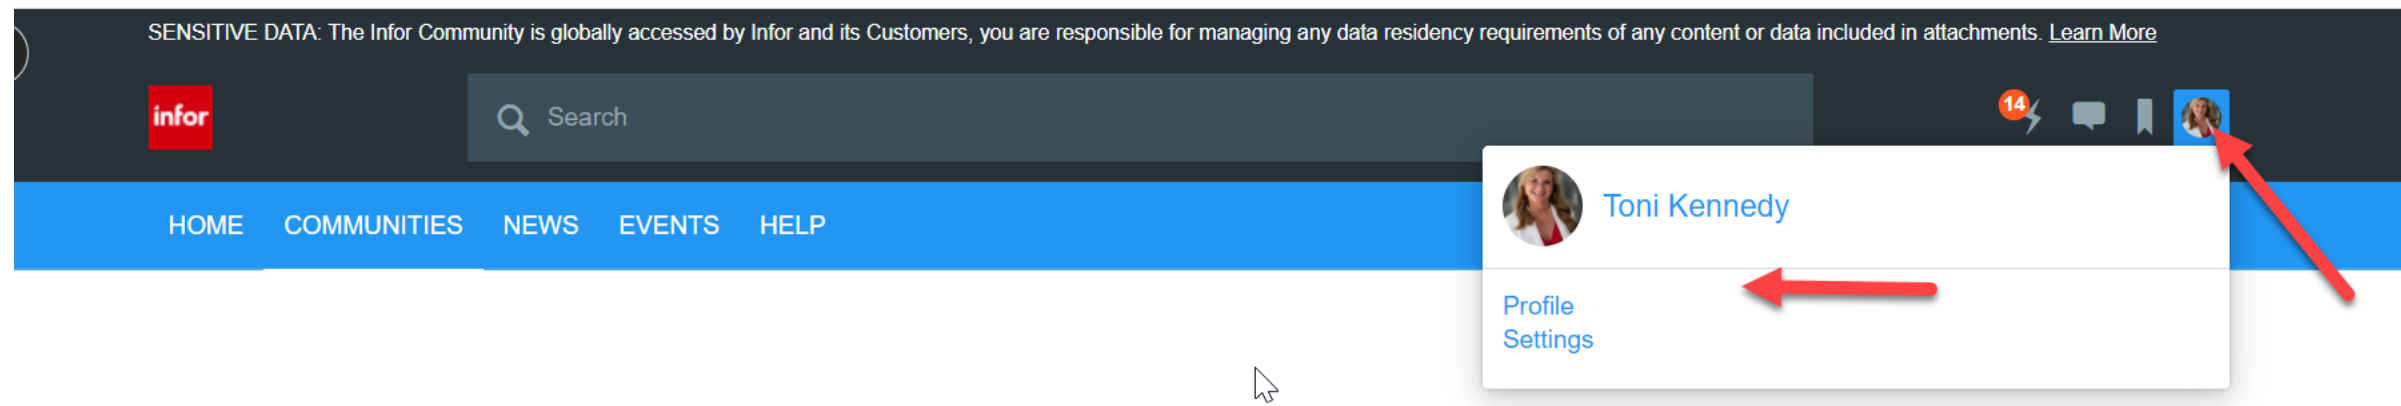 SENSITIVE DATA: The Infor Community is globally accessed by Infor and its Customers, you are responsible for managing any data residency requirements of any content or data included in attachments. Learn More
infor
Search
14
HOME COMMUNITIES NEWS EVENTS HELP
Toni Kennedy
Profile
Settings